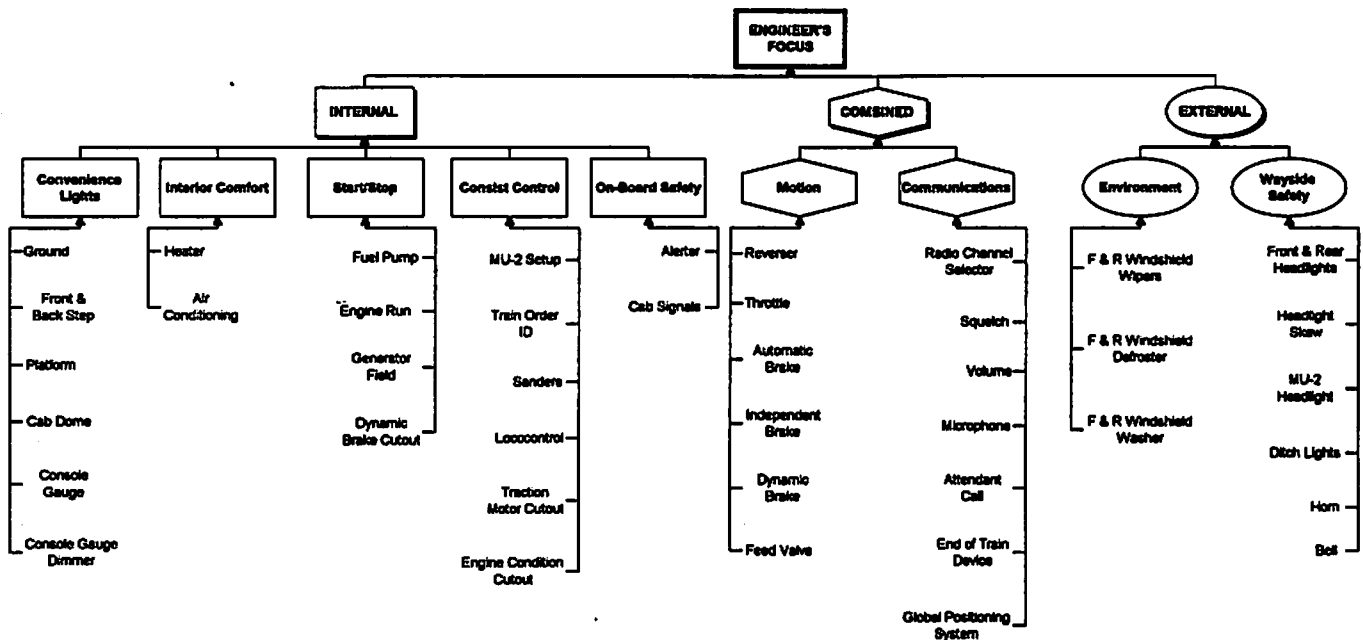 ENGINEER'S
FOCUS
INTERNAL
COMBINED
EXTERNAL
Convenience
Lights
Interior Comfort
Start/Stop
Consist Control
On-Board Safety
Motion
Communications
Environment
Wayside
Safety
Ground
Front &
Back Step
Platform
Cab Dome
Console
Gauge
Console Gauge
Dimmer
Heater
Air
Conditioning
Fuel Pump
Engine Run
Generator
Field
Dynamic
Brake Cutout
MU-2 Setup
Train Order
ID
Sanders
Lococontrol
Traction
Motor Cutout
Engine Condition
Cutout
Alerter
Cab Signals
Reverser
Throttle
Automatic
Brake
Independent
Brake
Dynamic
Brake
Feed Valve
Radio Channel
Selector
Squelch
Volume
Microphone
Attendant
Call
End of Train
Device
Global Positioning
System
F & R Windshield
Wipers
F & R Windshield
Defroster
F & R Windshield
Washer
Front & Rear
Headlights
Headlight
Skew
MU-2
Headlight
Ditch Lights
Horn
Bell